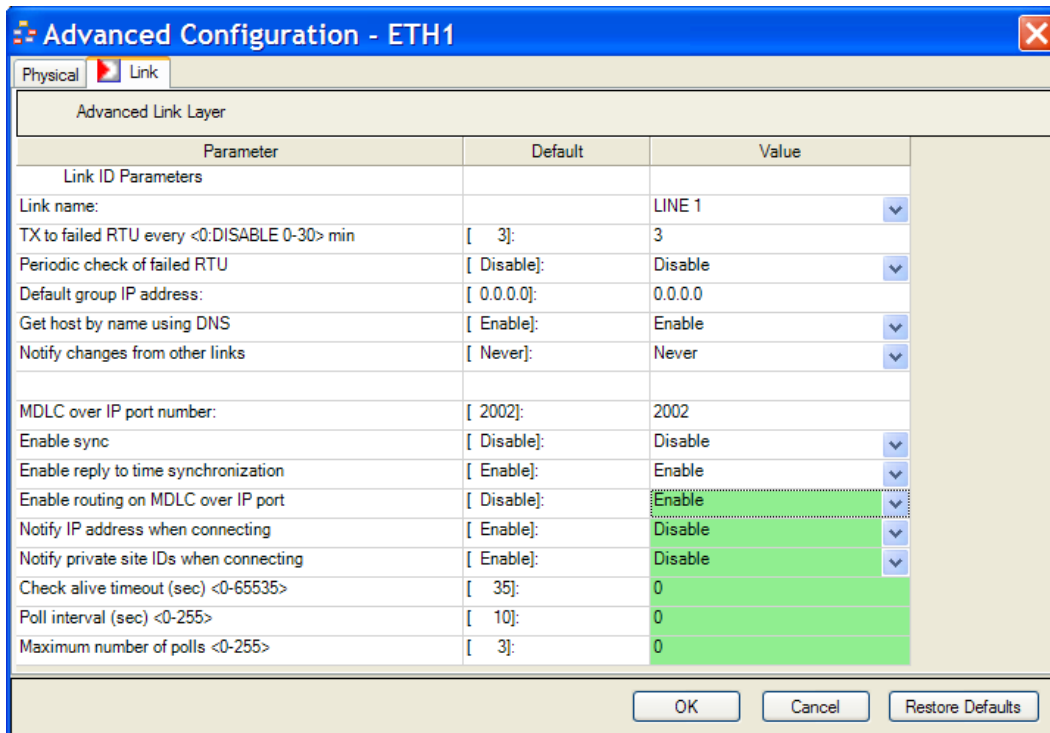 Advanced Configuration - ETH1
Physical Link
Advanced Link Layer
Parameter Default Value
Link ID Parameters
Link name: LINE 1
TX to failed RTU every <0:DISABLE 0-30> min [ 3]: 3
Periodic check of failed RTU [ Disable]: Disable
Default group IP address: [ 0.0.0.0]: 0.0.0.0
Get host by name using DNS [ Enable]: Enable
Notify changes from other links [ Never]: Never
MDLC over IP port number: [ 2002]: 2002
Enable sync [ Disable]: Disable
Enable reply to time synchronization [ Enable]: Enable
Enable routing on MDLC over IP port [ Disable]: Enable
Notify IP address when connecting [ Enable]: Disable
Notify private site IDs when connecting [ Enable]: Disable
Check alive timeout (sec) <0-65535> [ 35]: 0
Poll interval (sec) <0-255> [ 10]: 0
Maximum number of polls <0-255> [ 3]: 0
OK Cancel Restore Defaults